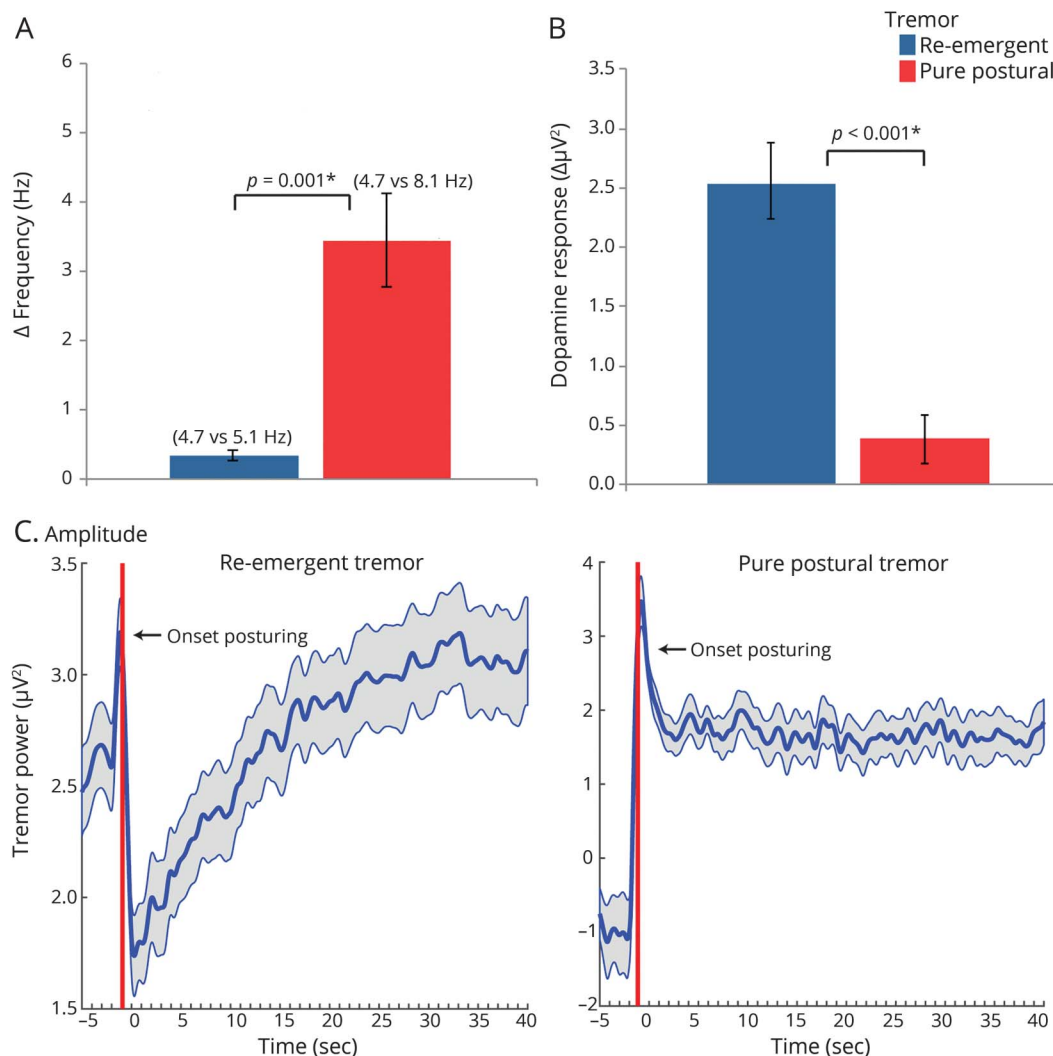 A
Δ Frequency (Hz)
6
5
4
3
2
1
0
p = 0.001*
(4.7 vs 8.1 Hz)
(4.7 vs 5.1 Hz)
B
Tremor
Re-emergent
Pure postural
Dopamine response (ΔμV²)
3.5
3.0
2.5
2.0
1.5
1.0
0.5
0.0
p < 0.001*
C. Amplitude
Re-emergent tremor
Tremor power (μV²)
3.5
3.0
2.5
2.0
1.5
Onset posturing
–5 0 5 10 15 20 25 30 35 40
Time (sec)
Pure postural tremor
4
3
2
1
0
–1
–2
Onset posturing
–5 0 5 10 15 20 25 30 35 40
Time (sec)